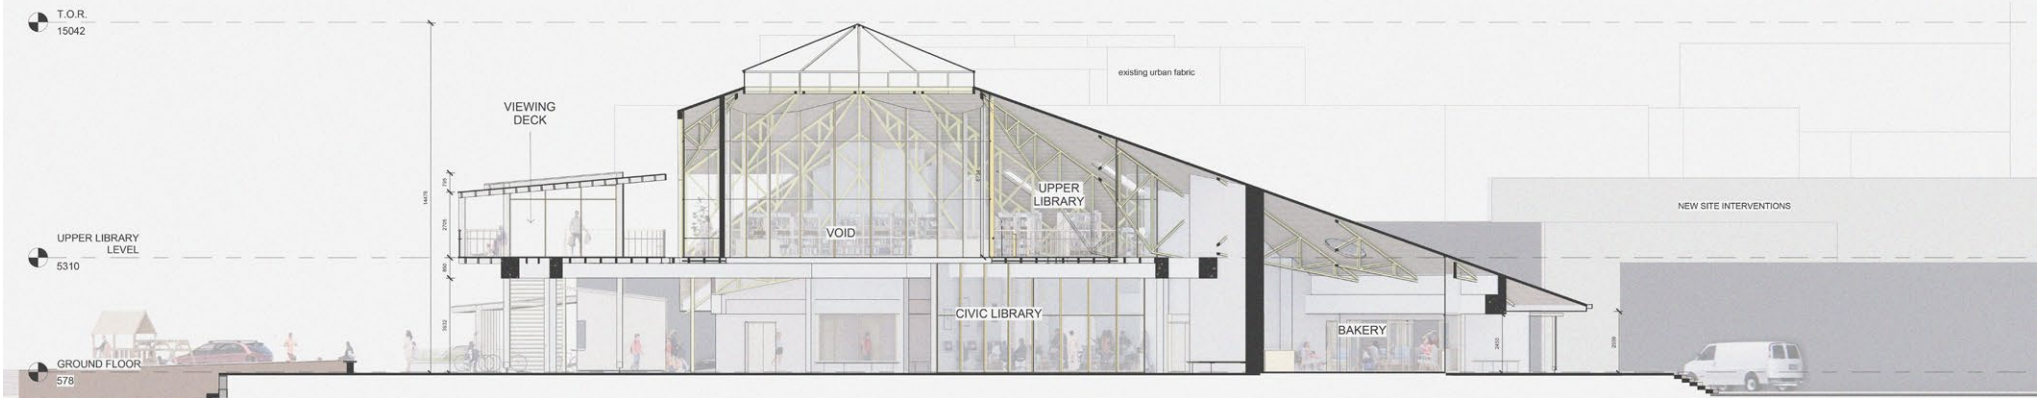 T.O.R.
15042
existing urban fabric
VIEWING
DECK
UPPER
LIBRARY
NEW SITE INTERVENTIONS
VOID
UPPER LIBRARY
LEVEL
5310
CIVIC LIBRARY
BAKERY
GROUND FLOOR
578
2705